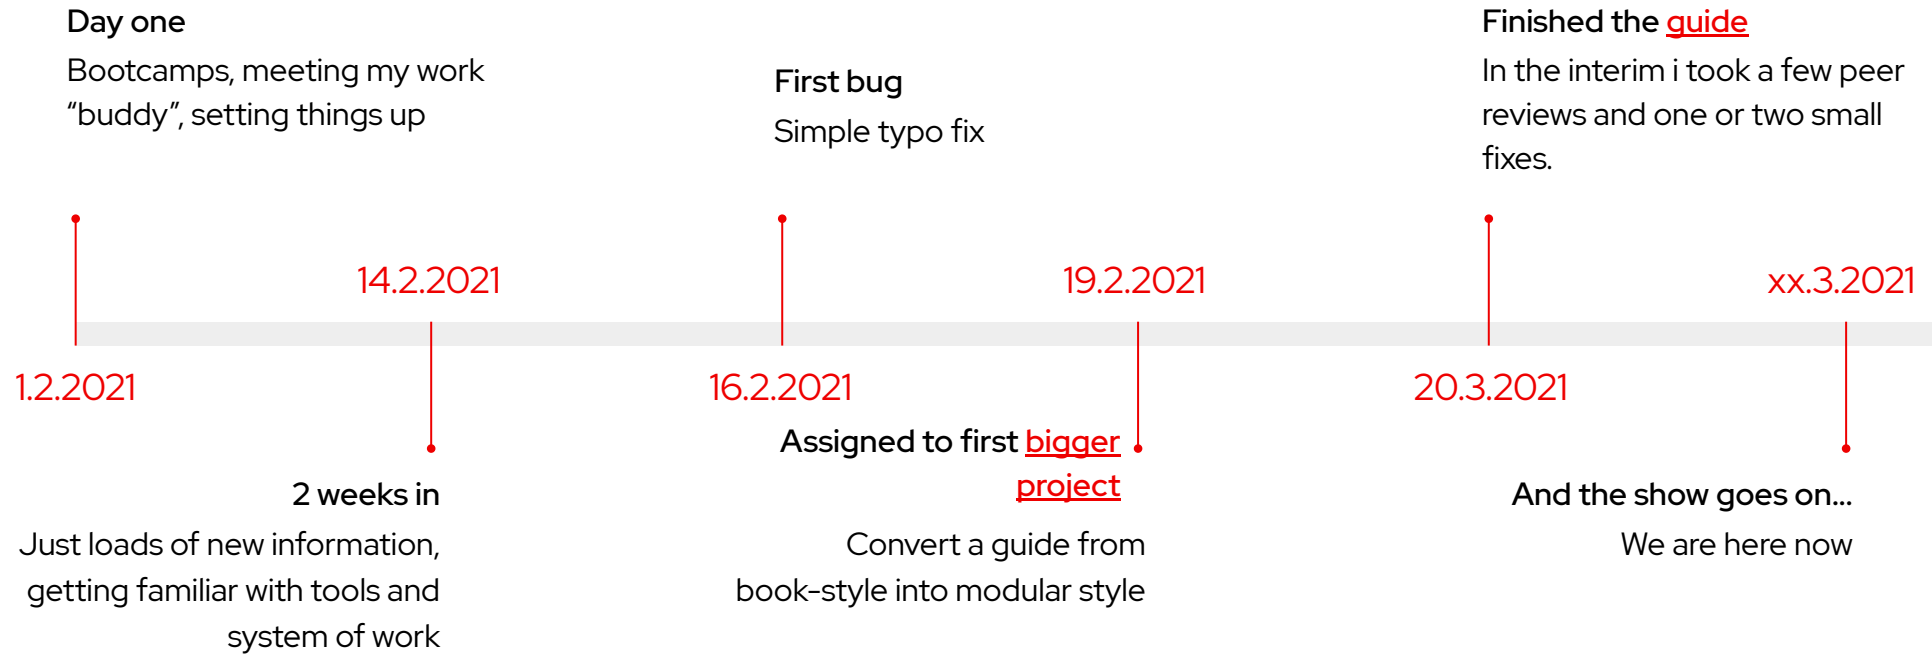 Day one
Bootcamps, meeting my work
“buddy”, setting things up
1.2.2021
14.2.2021
2 weeks in
Just loads of new information,
getting familiar with tools and
system of work
First bug
Simple typo fix
16.2.2021
19.2.2021
Assigned to first bigger
project
Convert a guide from
book-style into modular style
Finished the guide
In the interim i took a few peer
reviews and one or two small
fixes.
20.3.2021
xx.3.2021
And the show goes on...
We are here now